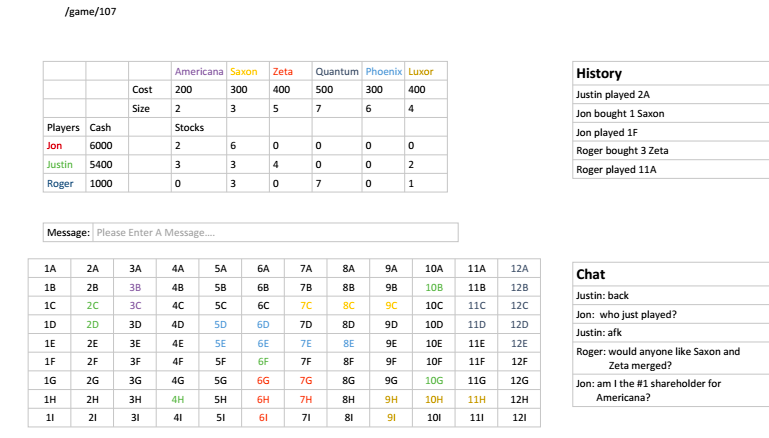 /game/107
Americana Saxon Zeta Quantum Phoenix Luxor
Cost 200 300 400 500 300 400
Size 2 3 5 7 6 4
Players Cash Stocks
Jon 6000 2 6 0 0 0 0
Justin 5400 3 3 4 0 0 2
Roger 1000 0 3 0 7 0 1
History
Justin played 2A
Jon bought 1 Saxon
Jon played 1F
Roger bought 3 Zeta
Roger played 11A
Message: Please Enter A Message....
1A 2A 3A 4A 5A 6A 7A 8A 9A 10A 11A 12A
1B 2B 3B 4B 5B 6B 7B 8B 9B 10B 11B 12B
1C 2C 3C 4C 5C 6C 7C 8C 9C 10C 11C 12C
1D 2D 3D 4D 5D 6D 7D 8D 9D 10D 11D 12D
1E 2E 3E 4E 5E 6E 7E 8E 9E 10E 11E 12E
1F 2F 3F 4F 5F 6F 7F 8F 9F 10F 11F 12F
1G 2G 3G 4G 5G 6G 7G 8G 9G 10G 11G 12G
1H 2H 3H 4H 5H 6H 7H 8H 9H 10H 11H 12H
1I 2I 3I 4I 5I 6I 7I 8I 9I 10I 11I 12I
Chat
Justin: back
Jon: who just played?
Justin: afk
Roger: would anyone like Saxon and
Zeta merged?
Jon: am I the #1 shareholder for
Americana?